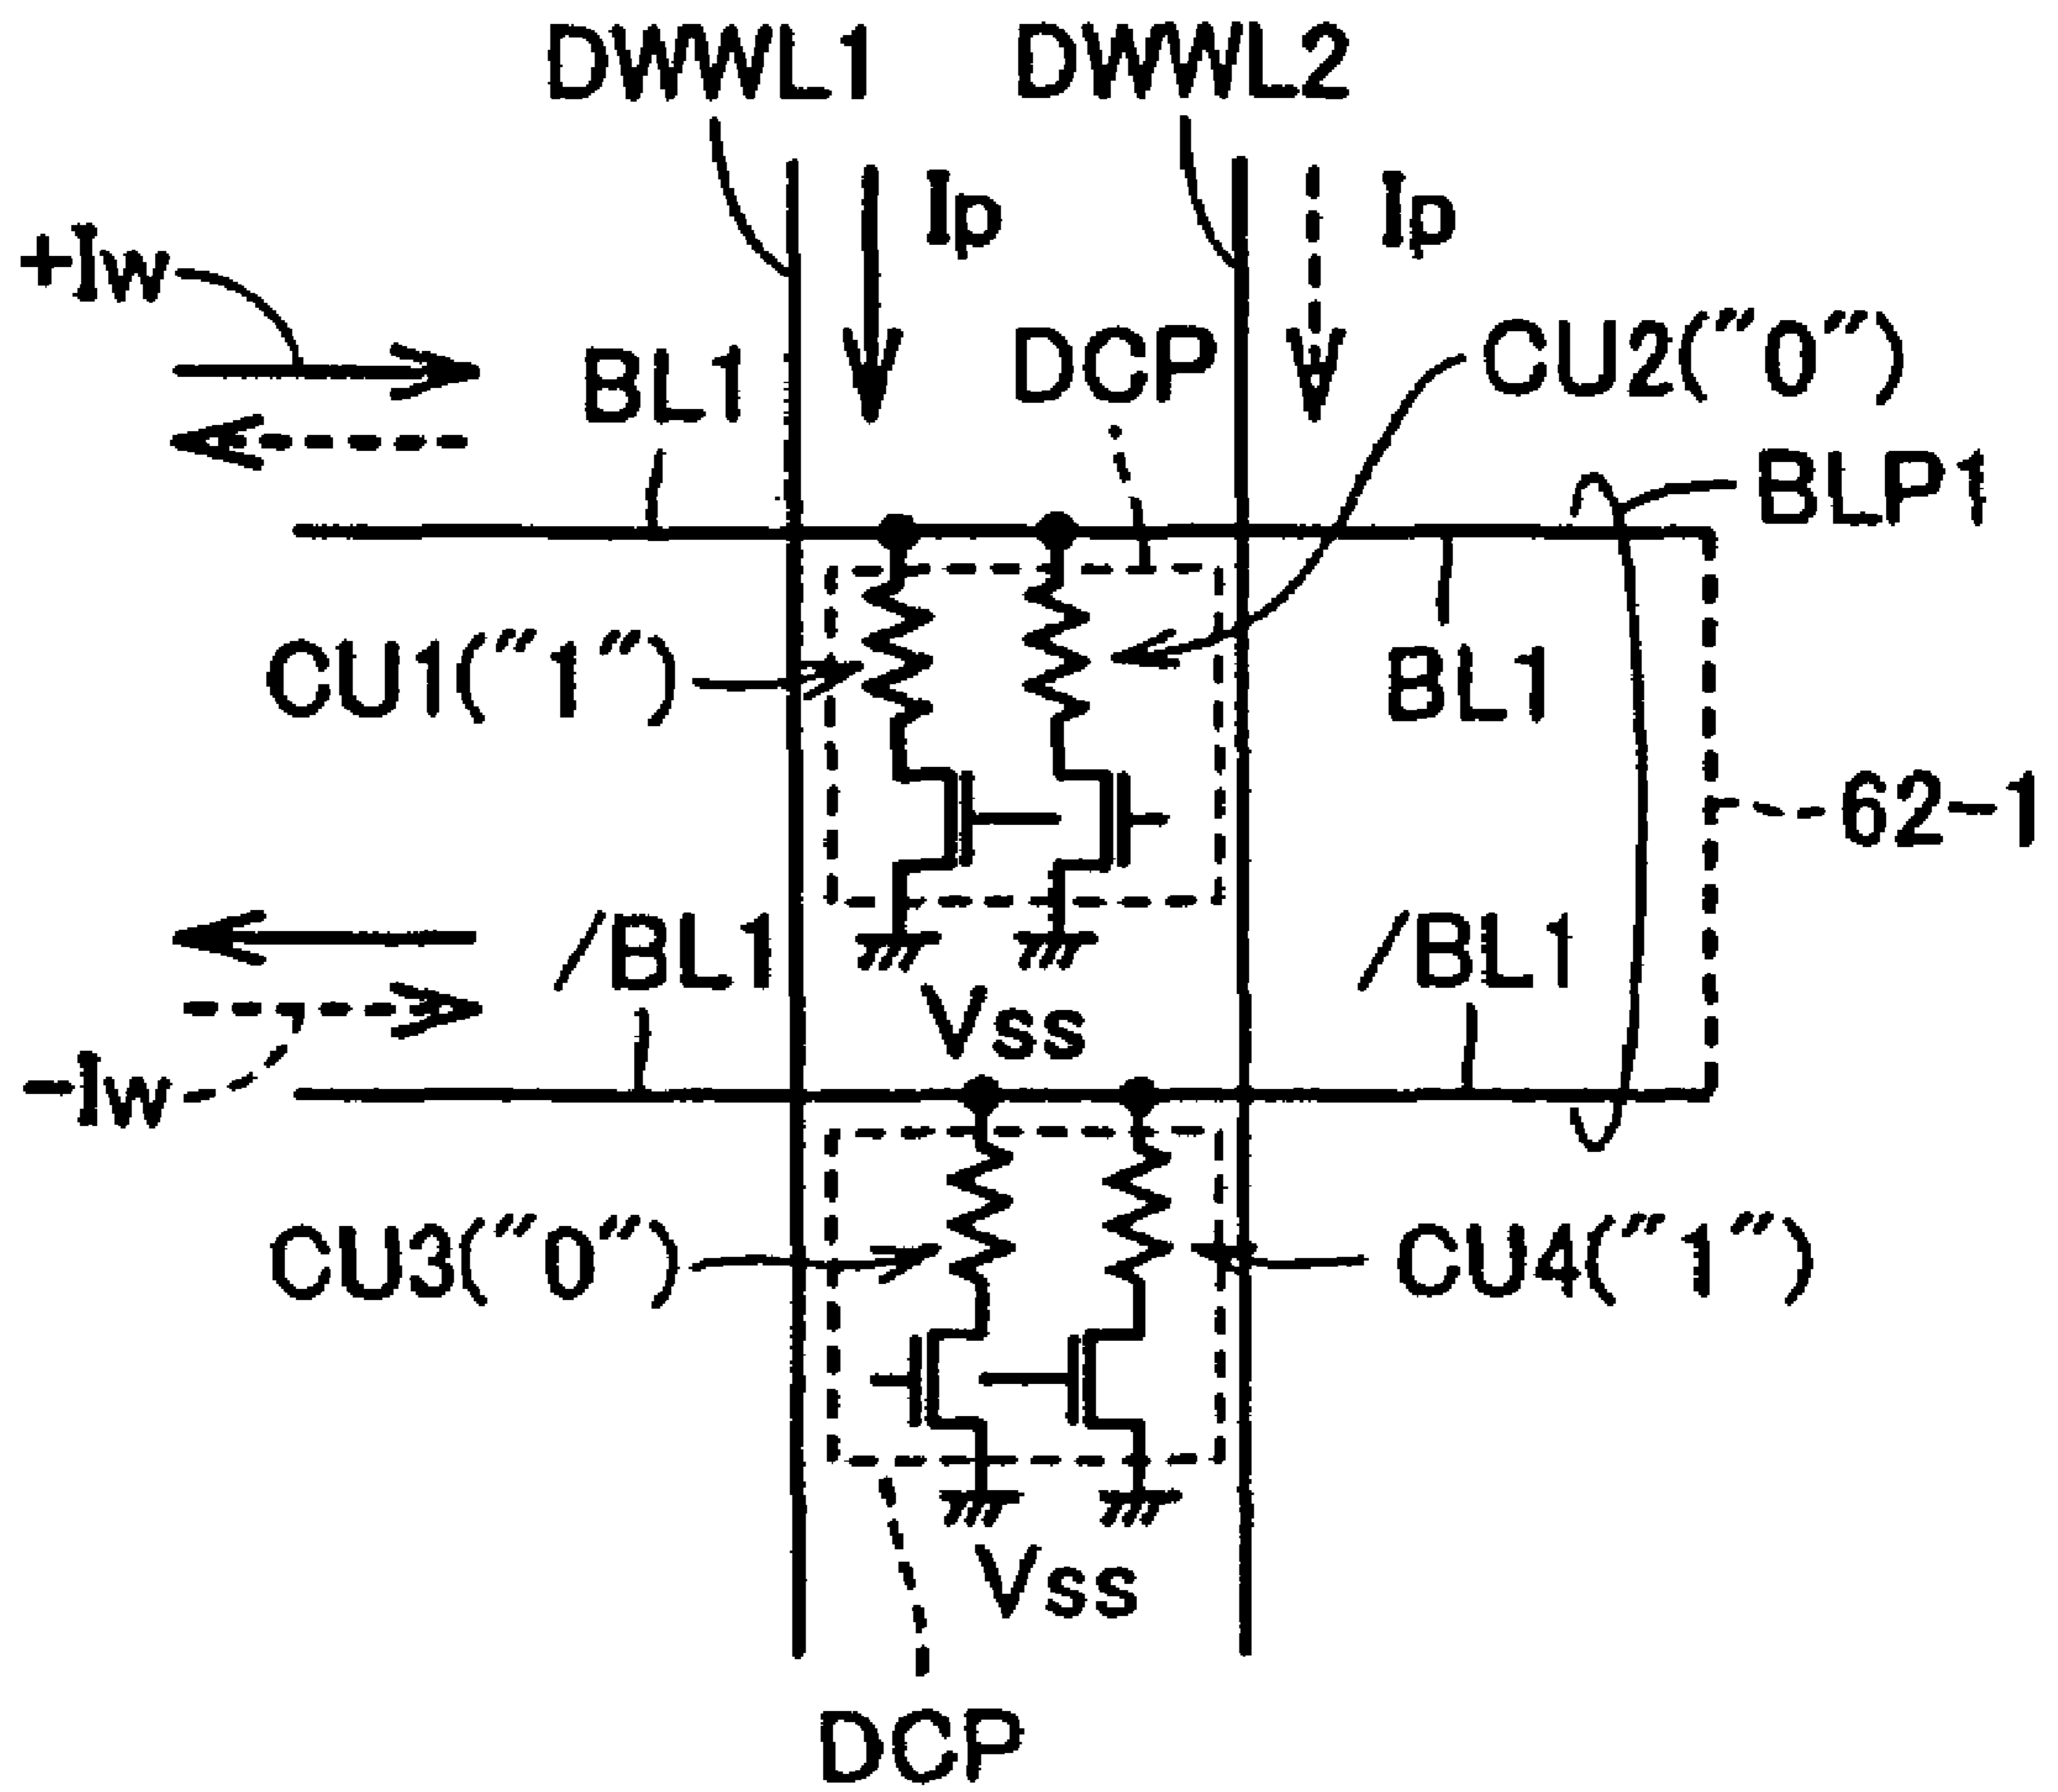 DWWL1
DWWL2
Ip
Ip
+Iw
BL1
DCP
CU2("0")
BLP1
CU1("1")
BL1
62-1
/BL1
/BL1
Vss
-Iw
CU3("0")
CU4("1")
Vss
DCP